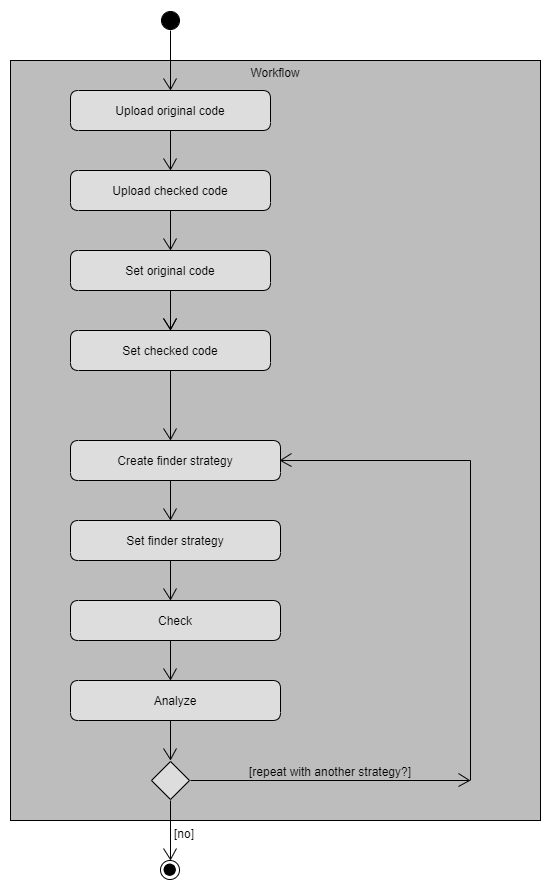 Workflow
Upload original code
Upload checked code
Set original code
Set checked code
Create finder strategy
Set finder strategy
Check
Analyze
[repeat with another strategy?]
[no]